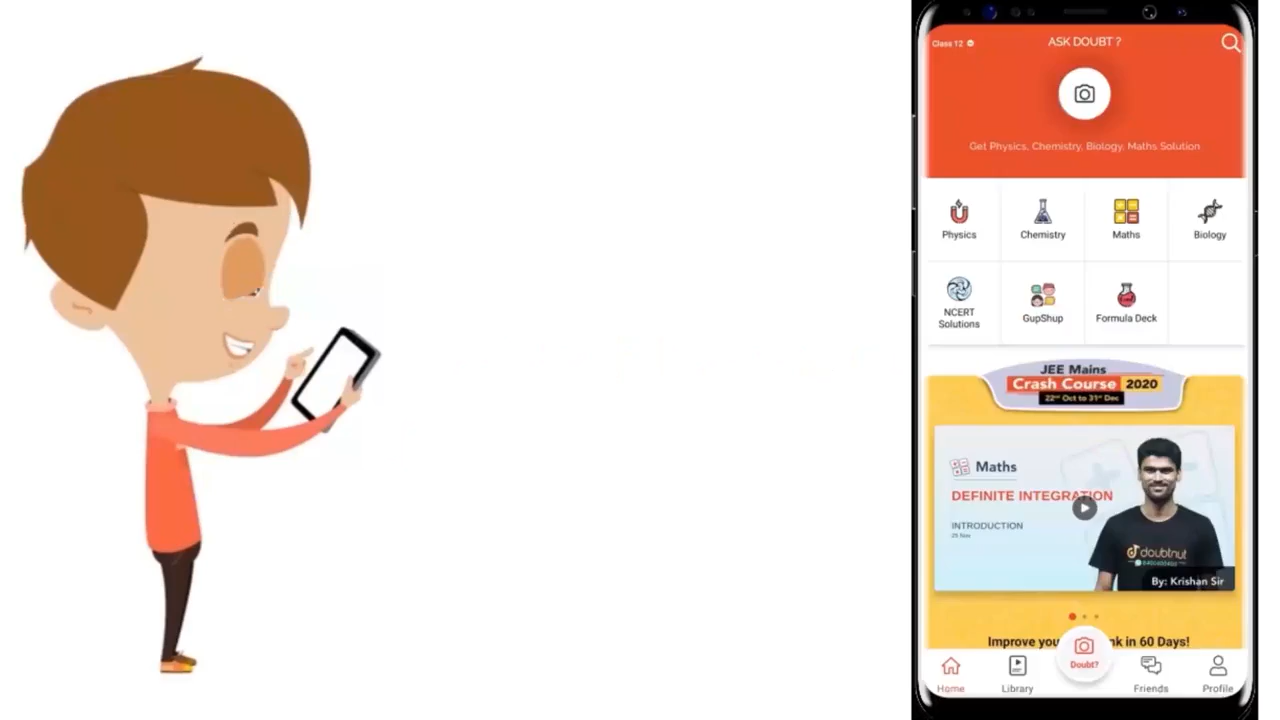 Class 12
ASK DOUBT ?
Get Physics, Chemistry, Biology, Maths Solution
Physics
Chemistry
Maths
Biology
NCERT
Solutions
GupShup
Formula Deck
JEE Mains
Crash Course 2020
22nd Oct to 31st Dec
Maths
DEFINITE INTEGRATION
INTRODUCTION
doubtnut
By: Krishan Sir
in 60 Days!
Doubt?
Home
Library
Friends
Profile